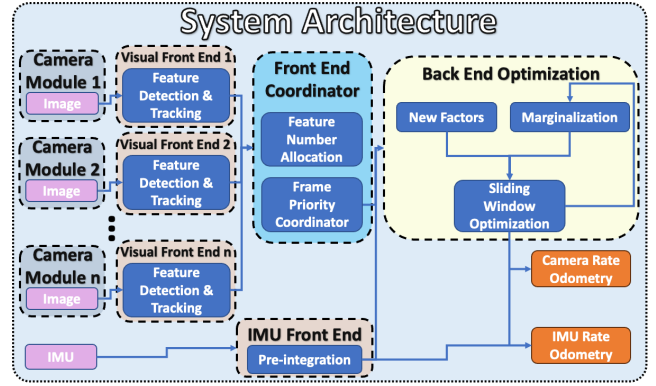 System Architecture
Camera
Module 1
Image
Visual Front End 1
Feature
Detection &
Tracking
Camera
Module 2
Image
Visual Front End 2
Feature
Detection &
Tracking
Camera
Module n
Image
Visual Front End n
Feature
Detection &
Tracking
IMU
IMU Front End
Pre-integration
Front End
Coordinator
Feature
Number
Allocation
Frame
Priority
Coordinator
Back End Optimization
New Factors
Marginalization
Sliding
Window
Optimization
Camera Rate
Odometry
IMU Rate
Odometry